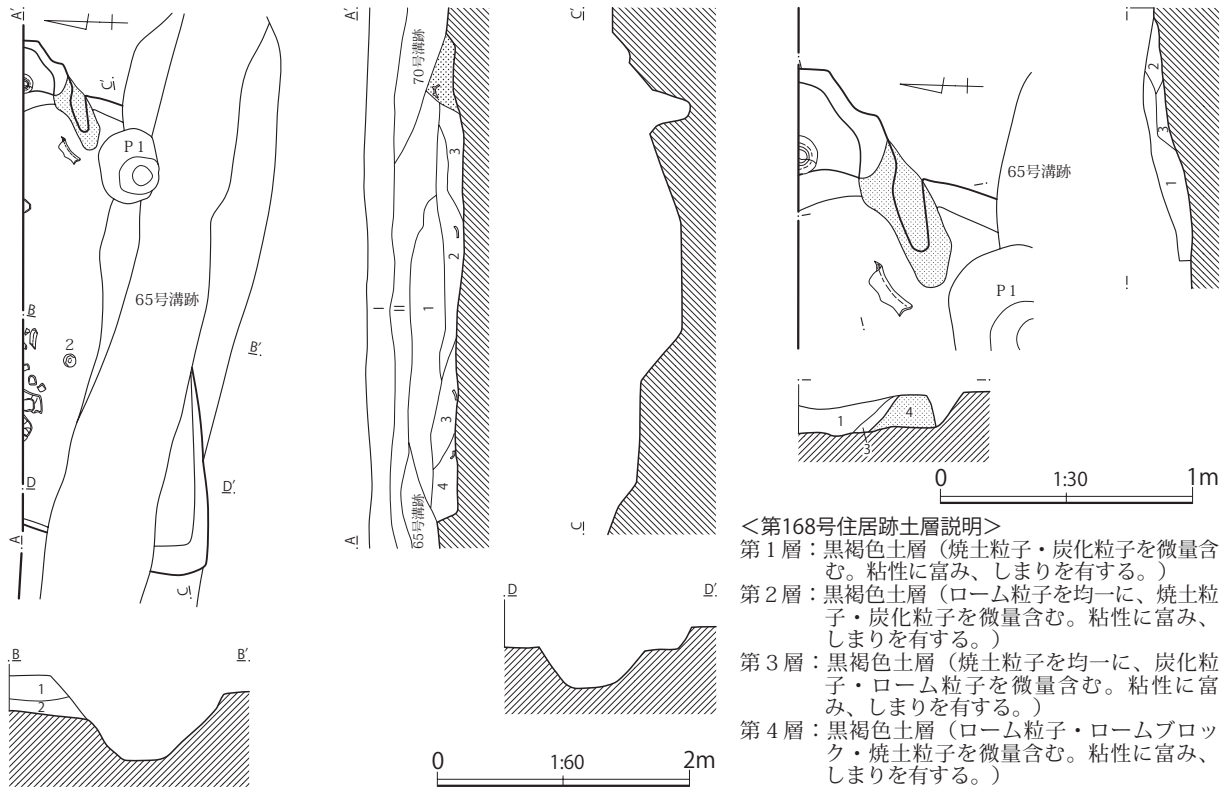 A′
C′
P 1
65号溝跡
B
B′
2
D
D′
A
C
A′
70号溝跡
3
2
Ⅰ
Ⅱ
1
3
4
65号溝跡
A
C′
C
2
3
1
65号溝跡
P 1
1
3
4
0 1:30 1m
B B′
1
2
D D′
0 1:60 2m
＜第168号住居跡土層説明＞
第１層：黒褐色土層（焼土粒子・炭化粒子を微量含
む。粘性に富み、しまりを有する。）
第２層：黒褐色土層（ローム粒子を均一に、焼土粒
子・炭化粒子を微量含む。粘性に富み、
しまりを有する。）
第３層：黒褐色土層（焼土粒子を均一に、炭化粒
子・ローム粒子を微量含む。粘性に富
み、しまりを有する。）
第４層：黒褐色土層（ローム粒子・ロームブロッ
ク・焼土粒子を微量含む。粘性に富み、
しまりを有する。）